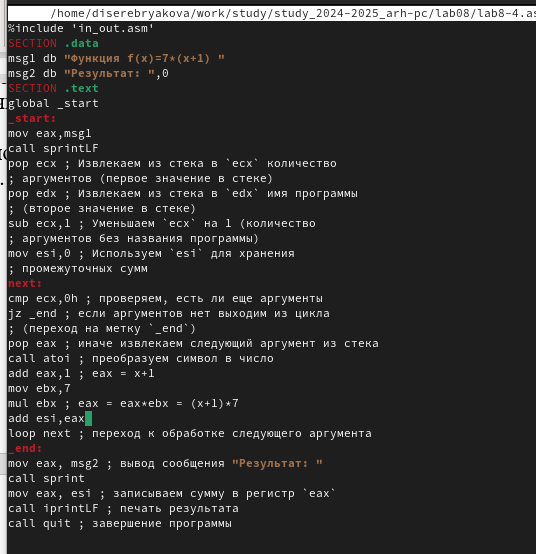 /home/diserebryakova/work/study/study_2024-2025_arh-pc/lab08/lab8-4.as
%include 'in_out.asm'
SECTION .data
msg1 db "Функция f(x)=7*(x+1) "
msg2 db "Результат: ",0
SECTION .text
global _start
_start:
mov eax,msg1
call sprintLF
pop ecx ; Извлекаем из стека в `ecx` количество
; аргументов (первое значение в стеке)
pop edx ; Извлекаем из стека в `edx` имя программы
; (второе значение в стеке)
sub ecx,1 ; Уменьшаем `ecx` на 1 (количество
; аргументов без названия программы)
mov esi,0 ; Используем `esi` для хранения
; промежуточных сумм
next:
cmp ecx,0h ; проверяем, есть ли еще аргументы
jz _end ; если аргументов нет выходим из цикла
; (переход на метку `_end`)
pop eax ; иначе извлекаем следующий аргумент из стека
call atoi ; преобразуем символ в число
add eax,1 ; eax = x+1
mov ebx,7
mul ebx ; eax = eax*ebx = (x+1)*7
add esi,eax
loop next ; переход к обработке следующего аргумента
_end:
mov eax, msg2 ; вывод сообщения "Результат: "
call sprint
mov eax, esi ; записываем сумму в регистр `eax`
call iprintLF ; печать результата
call quit ; завершение программы